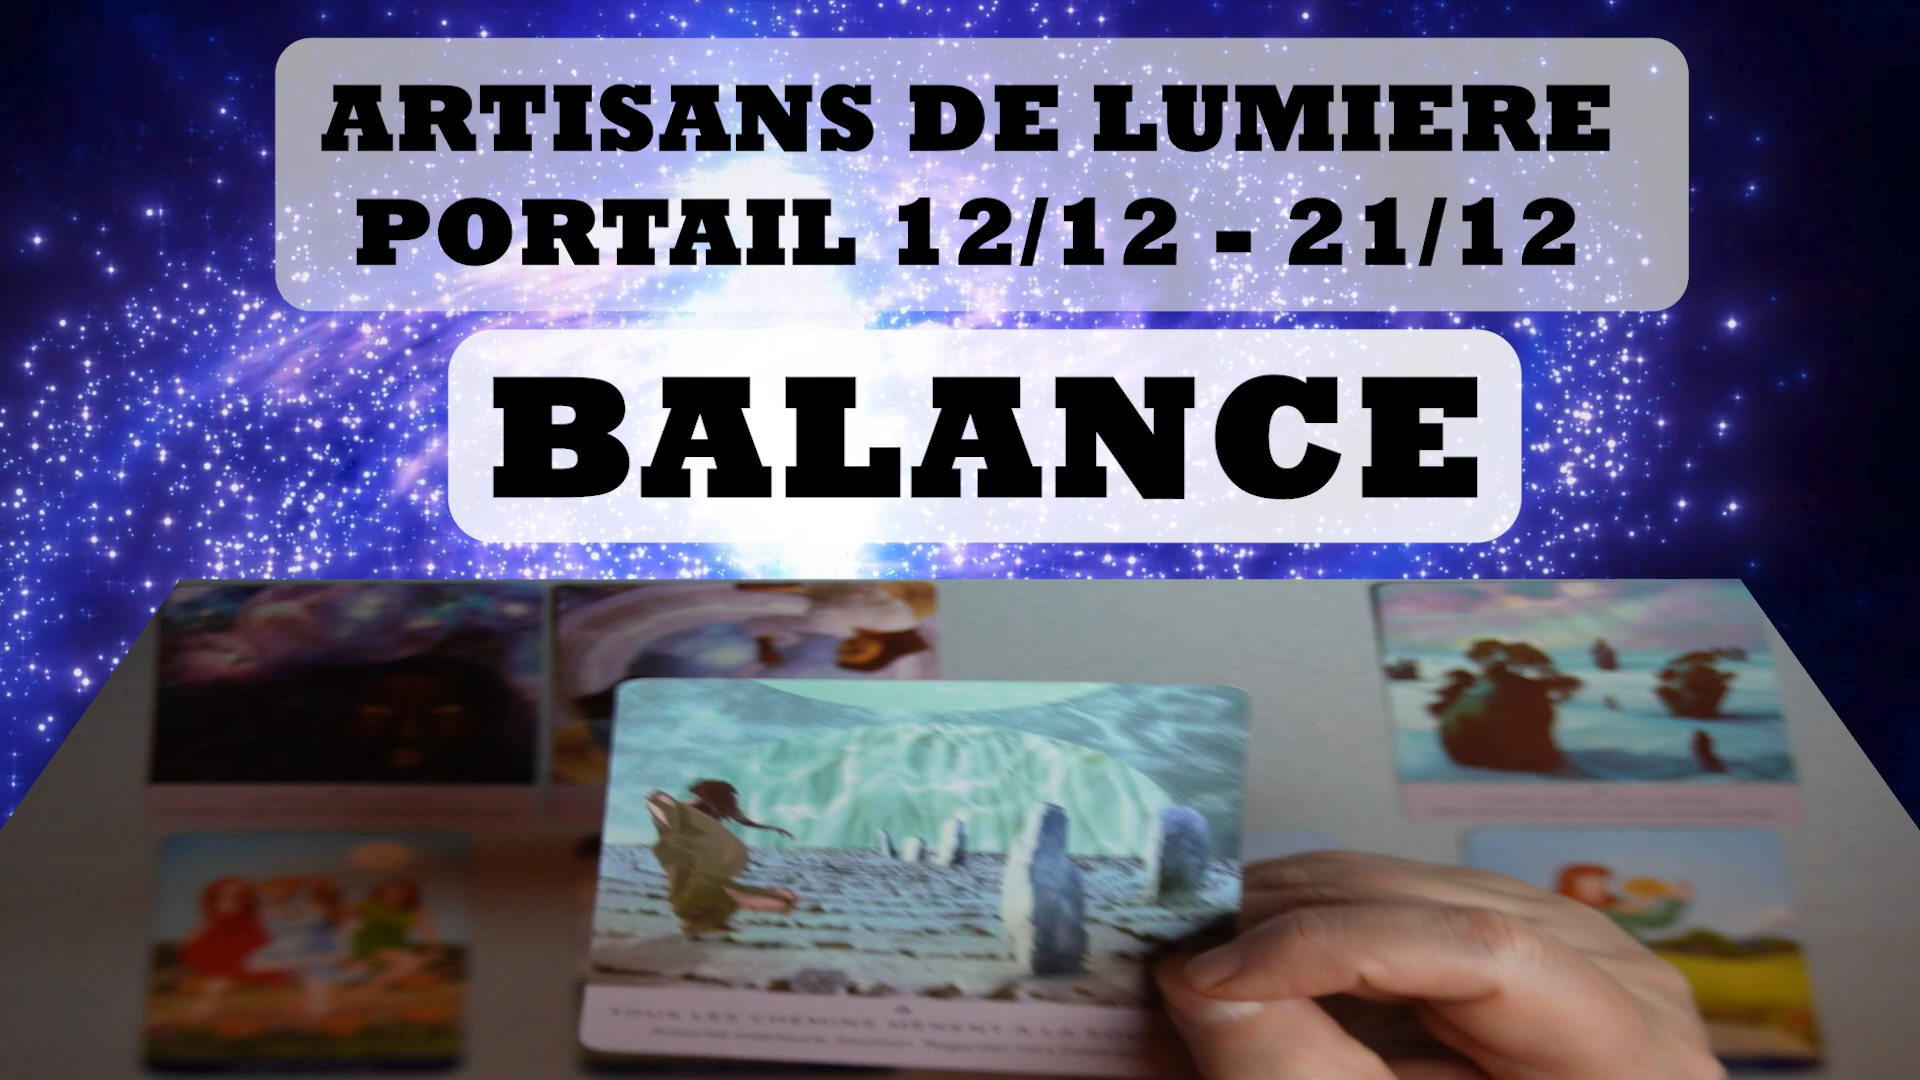 ARTISANS DE LUMIERE
PORTAIL 12/12 - 21/12
BALANCE
TOUS LES CHEMINS MÈNENT À LA